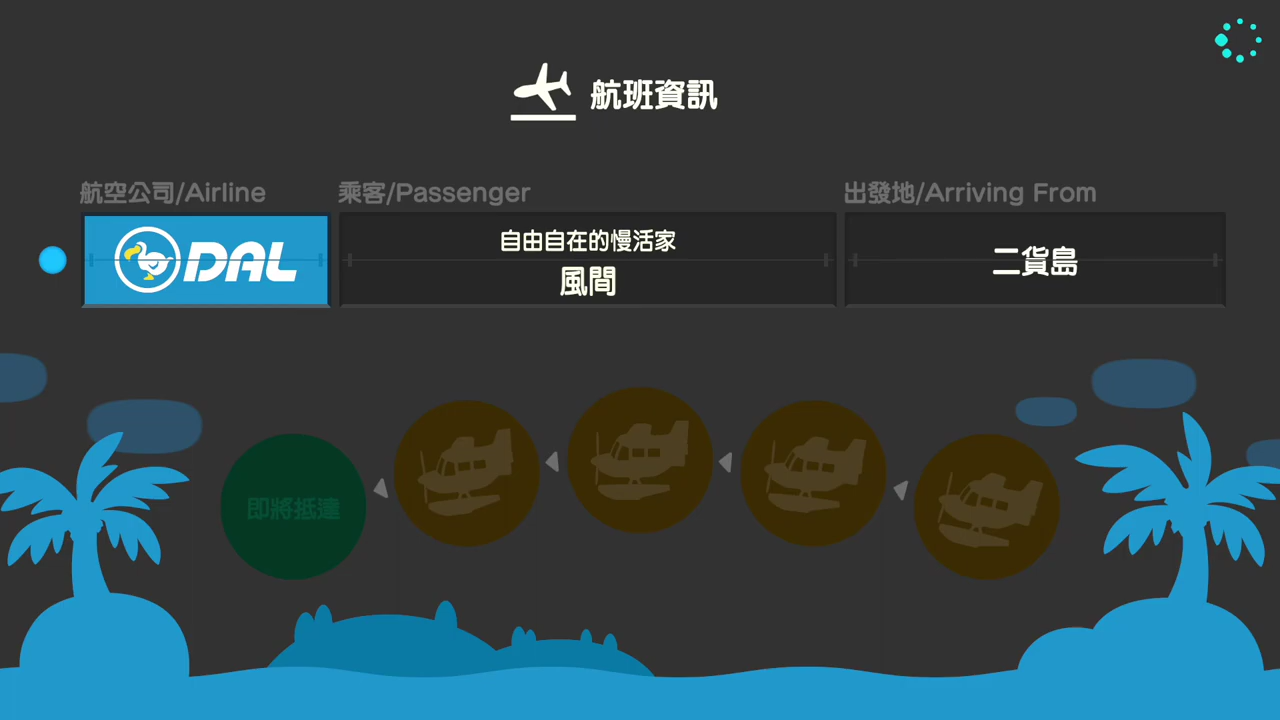 航班資訊
航空公司/Airline
乘客/Passenger
出發地/Arriving From
DAL
自由自在的慢活家
風間
二貨島
即將抵達